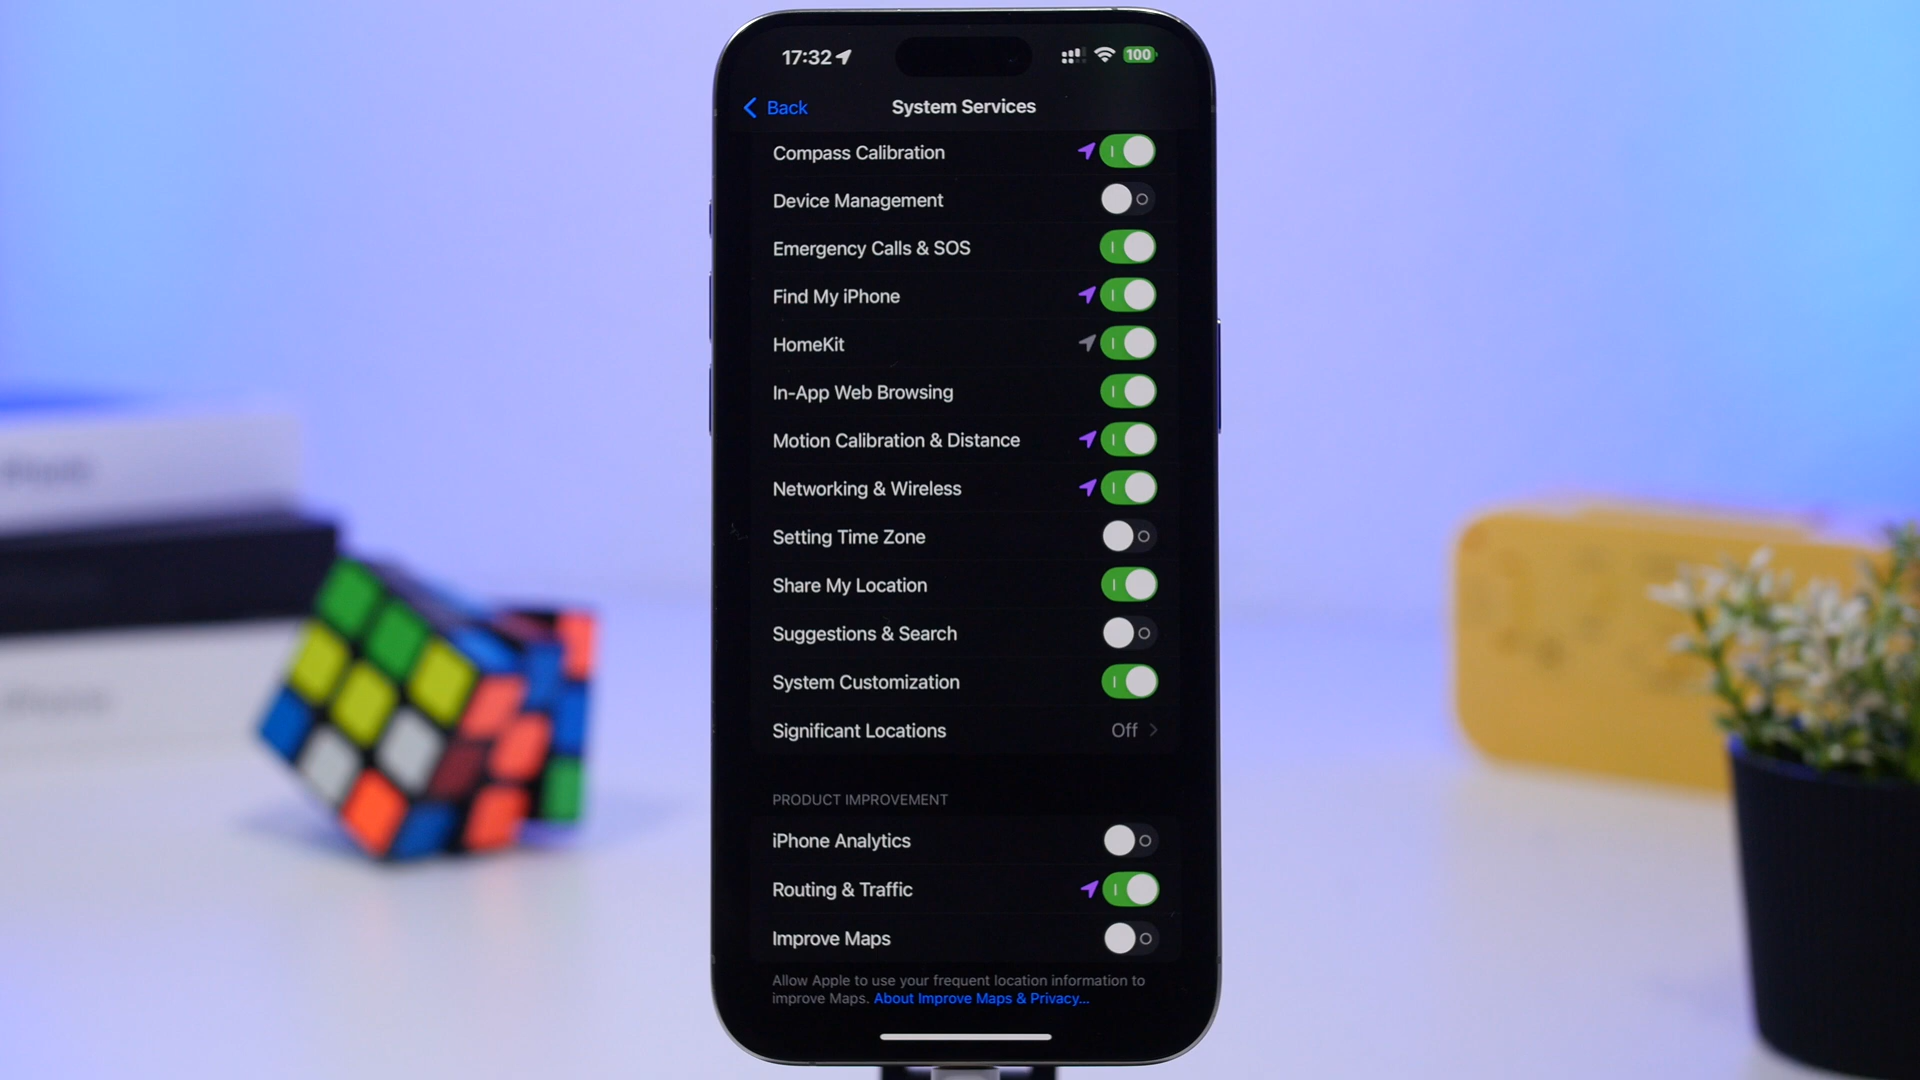 17:32
100
Back
System Services
Compass Calibration
Device Management
Emergency Calls & SOS
Find My iPhone
HomeKit
In-App Web Browsing
Motion Calibration & Distance
Networking & Wireless
Setting Time Zone
Share My Location
Suggestions & Search
System Customization
Significant Locations Off
PRODUCT IMPROVEMENT
iPhone Analytics
Routing & Traffic
Improve Maps
Allow Apple to use your frequent location information to
improve Maps. About Improve Maps & Privacy...